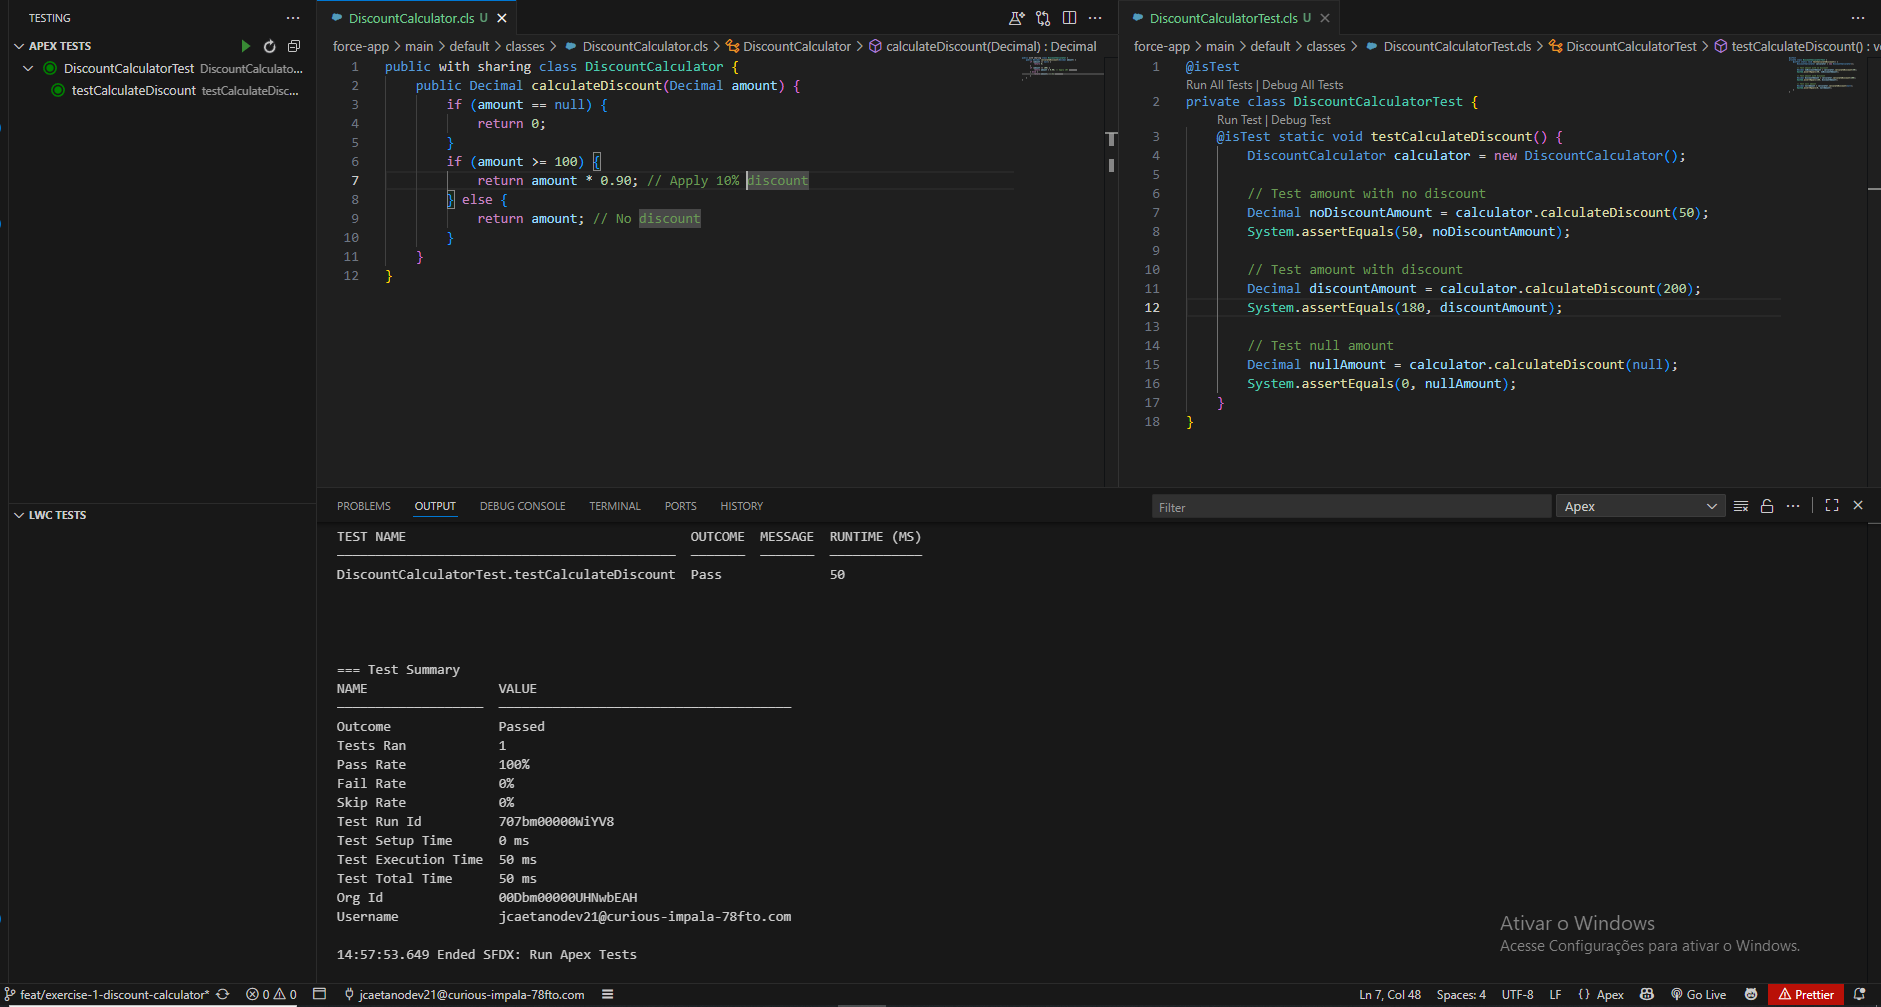 TESTING
APEX TESTS
DiscountCalculatorTest DiscountCalculato...
testCalculateDiscount testCalculateDisc...
LWC TESTS
DiscountCalculator.cls U
force-app > main > default > classes > DiscountCalculator.cls > DiscountCalculator > calculateDiscount(Decimal) : Decimal
1 public with sharing class DiscountCalculator {
2 public Decimal calculateDiscount(Decimal amount) {
3 if (amount == null) {
4 return 0;
5 }
6 if (amount >= 100) {
7 return amount * 0.90; // Apply 10% discount
8 } else {
9 return amount; // No discount
10 }
11 }
12 }
DiscountCalculatorTest.cls U
force-app > main > default > classes > DiscountCalculatorTest.cls > DiscountCalculatorTest > testCalculateDiscount() : v
1 @isTest
Run All Tests | Debug All Tests
2 private class DiscountCalculatorTest {
Run Test | Debug Test
3 @isTest static void testCalculateDiscount() {
4 DiscountCalculator calculator = new DiscountCalculator();
5
6 // Test amount with no discount
7 Decimal noDiscountAmount = calculator.calculateDiscount(50);
8 System.assertEquals(50, noDiscountAmount);
9
10 // Test amount with discount
11 Decimal discountAmount = calculator.calculateDiscount(200);
12 System.assertEquals(180, discountAmount);
13
14 // Test null amount
15 Decimal nullAmount = calculator.calculateDiscount(null);
16 System.assertEquals(0, nullAmount);
17 }
18 }
PROBLEMS OUTPUT DEBUG CONSOLE TERMINAL PORTS HISTORY
Filter
Apex
TEST NAME OUTCOME MESSAGE RUNTIME (MS)
DiscountCalculatorTest.testCalculateDiscount Pass 50
=== Test Summary
NAME VALUE
Outcome Passed
Tests Ran 1
Pass Rate 100%
Fail Rate 0%
Skip Rate 0%
Test Run Id 707bm00000WiYV8
Test Setup Time 0 ms
Test Execution Time 50 ms
Test Total Time 50 ms
Org Id 00Dbm00000UHNwbEAH
Username jcaetanodev21@curious-impala-78fto.com
14:57:53.649 Ended SFDX: Run Apex Tests
Ativar o Windows
Acesse Configurações para ativar o Windows.
feat/exercise-1-discount-calculator* 0 0 jcaetanodev21@curious-impala-78fto.com Ln 7, Col 48 Spaces: 4 UTF-8 LF {} Apex Go Live Prettier